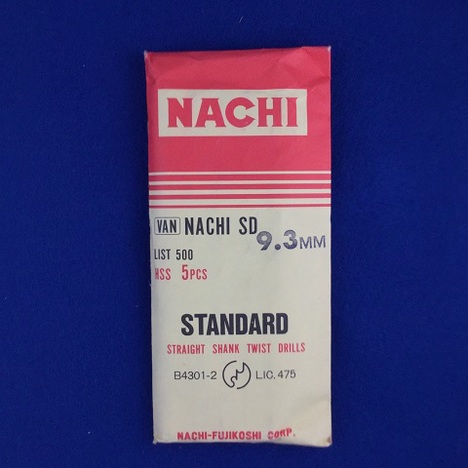 NACHI
VAN NACHI SD 9.3MM
LIST 500
HSS 5PCS
STANDARD
STRAIGHT SHANK TWIST DRILLS
B4301-2 LIC.475
NACHI-FUJIKOSHI CORP.